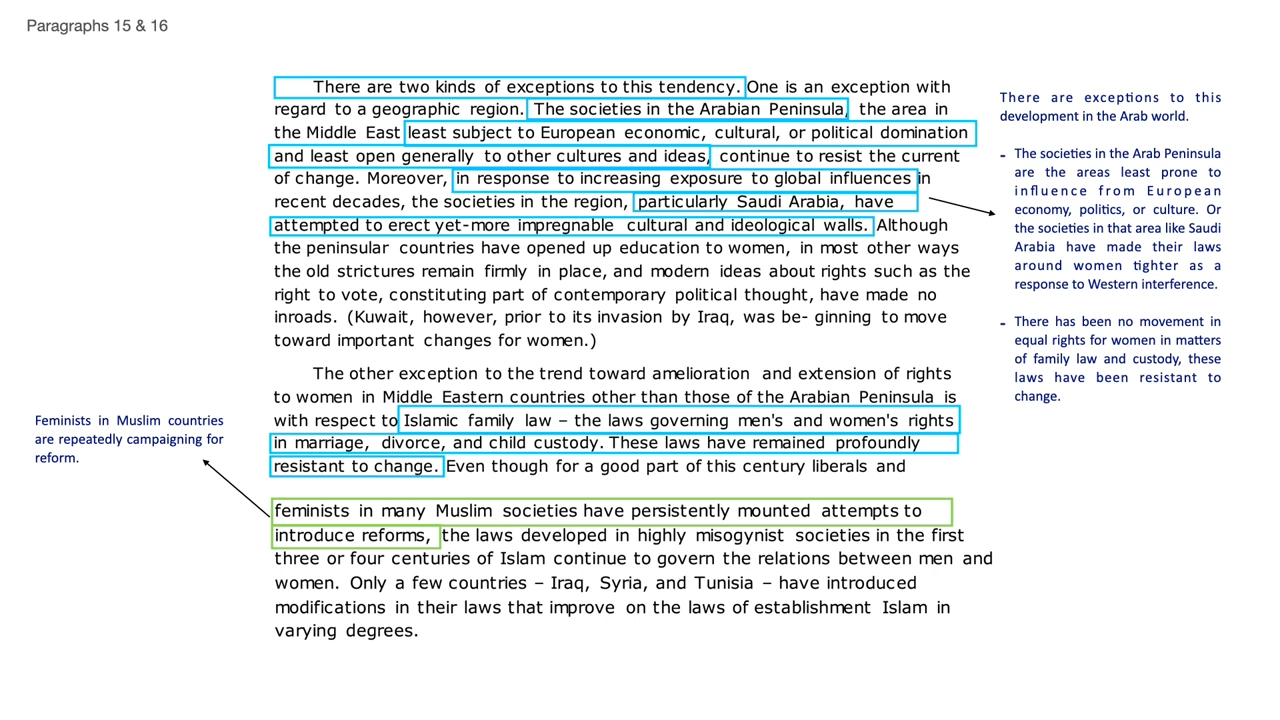 Paragraphs 15 & 16
There are two kinds of exceptions to this tendency. One is an exception with
regard to a geographic region. The societies in the Arabian Peninsula, the area in
the Middle East least subject to European economic, cultural, or political domination
and least open generally to other cultures and ideas, continue to resist the current
of change. Moreover, in response to increasing exposure to global influences in
recent decades, the societies in the region, particularly Saudi Arabia, have
attempted to erect yet-more impregnable cultural and ideological walls. Although
the peninsular countries have opened up education to women, in most other ways
the old strictures remain firmly in place, and modern ideas about rights such as the
right to vote, constituting part of contemporary political thought, have made no
inroads. (Kuwait, however, prior to its invasion by Iraq, was be- ginning to move
toward important changes for women.)
The other exception to the trend toward amelioration and extension of rights
to women in Middle Eastern countries other than those of the Arabian Peninsula is
with respect to Islamic family law – the laws governing men's and women's rights
in marriage, divorce, and child custody. These laws have remained profoundly
resistant to change. Even though for a good part of this century liberals and
feminists in many Muslim societies have persistently mounted attempts to
introduce reforms, the laws developed in highly misogynist societies in the first
three or four centuries of Islam continue to govern the relations between men and
women. Only a few countries – Iraq, Syria, and Tunisia – have introduced
modifications in their laws that improve on the laws of establishment Islam in
varying degrees.
There are exceptions to this
development in the Arab world.
- The societies in the Arab Peninsula
are the areas least prone to
influence from European
economy, politics, or culture. Or
the societies in that area like Saudi
Arabia have made their laws
around women tighter as a
response to Western interference.
- There has been no movement in
equal rights for women in matters
of family law and custody, these
laws have been resistant to
change.
Feminists in Muslim countries
are repeatedly campaigning for
reform.